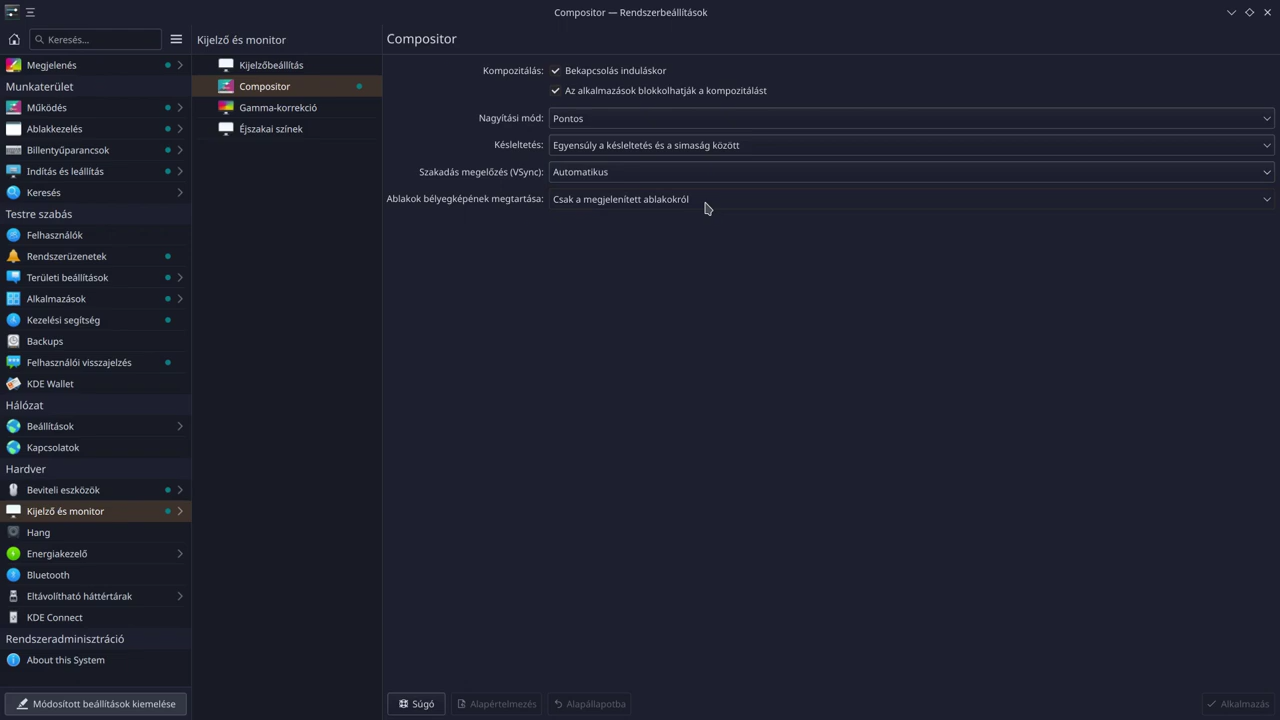 Compositor — Rendszerbeállítások
Keresés...
Megjelenés
Munkaterület
Működés
Ablakkezelés
Billentyűparancsok
Indítás és leállítás
Keresés
Testre szabás
Felhasználók
Rendszerüzenetek
Területi beállítások
Alkalmazások
Kezelési segítség
Backups
Felhasználói visszajelzés
KDE Wallet
Hálózat
Beállítások
Kapcsolatok
Hardver
Beviteli eszközök
Kijelző és monitor
Hang
Energiakezelő
Bluetooth
Eltávolítható háttértárak
KDE Connect
Rendszeradminisztráció
About this System
Módosított beállítások kiemelése
Kijelző és monitor
Kijelzőbeállítás
Compositor
Gamma-korrekció
Éjszakai színek
Compositor
Kompozitálás: Bekapcsolás induláskor
Az alkalmazások blokkolhatják a kompozitálást
Nagyítási mód: Pontos
Késleltetés: Egyensúly a késleltetés és a simaság között
Szakadás megelőzés (VSync): Automatikus
Ablakok bélyegképének megtartása: Csak a megjelenített ablakokról
Súgó
Alapértelmezés
Alapállapotba
Alkalmazás